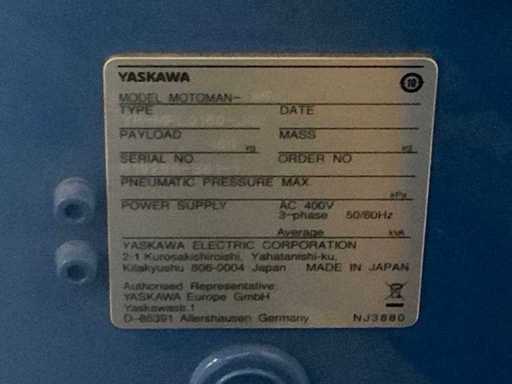 YASKAWA
10
MODEL MOTOMAN-
TYPE DATE
PAYLOAD kg MASS kg
SERIAL NO. ORDER NO.
PNEUMATIC PRESSURE MAX. kPa
POWER SUPPLY AC 400V
3-phase 50/60Hz
Average kVA
YASKAWA ELECTRIC CORPORATION
2-1 Kurosakishiroishi, Yahatanishi-ku,
Kitakyushu 806-0004 Japan MADE IN JAPAN
Authorised Representative:
YASKAWA Europe GmbH
Yaskawastr.1
D-85391 Allershausen Germany NJ3880